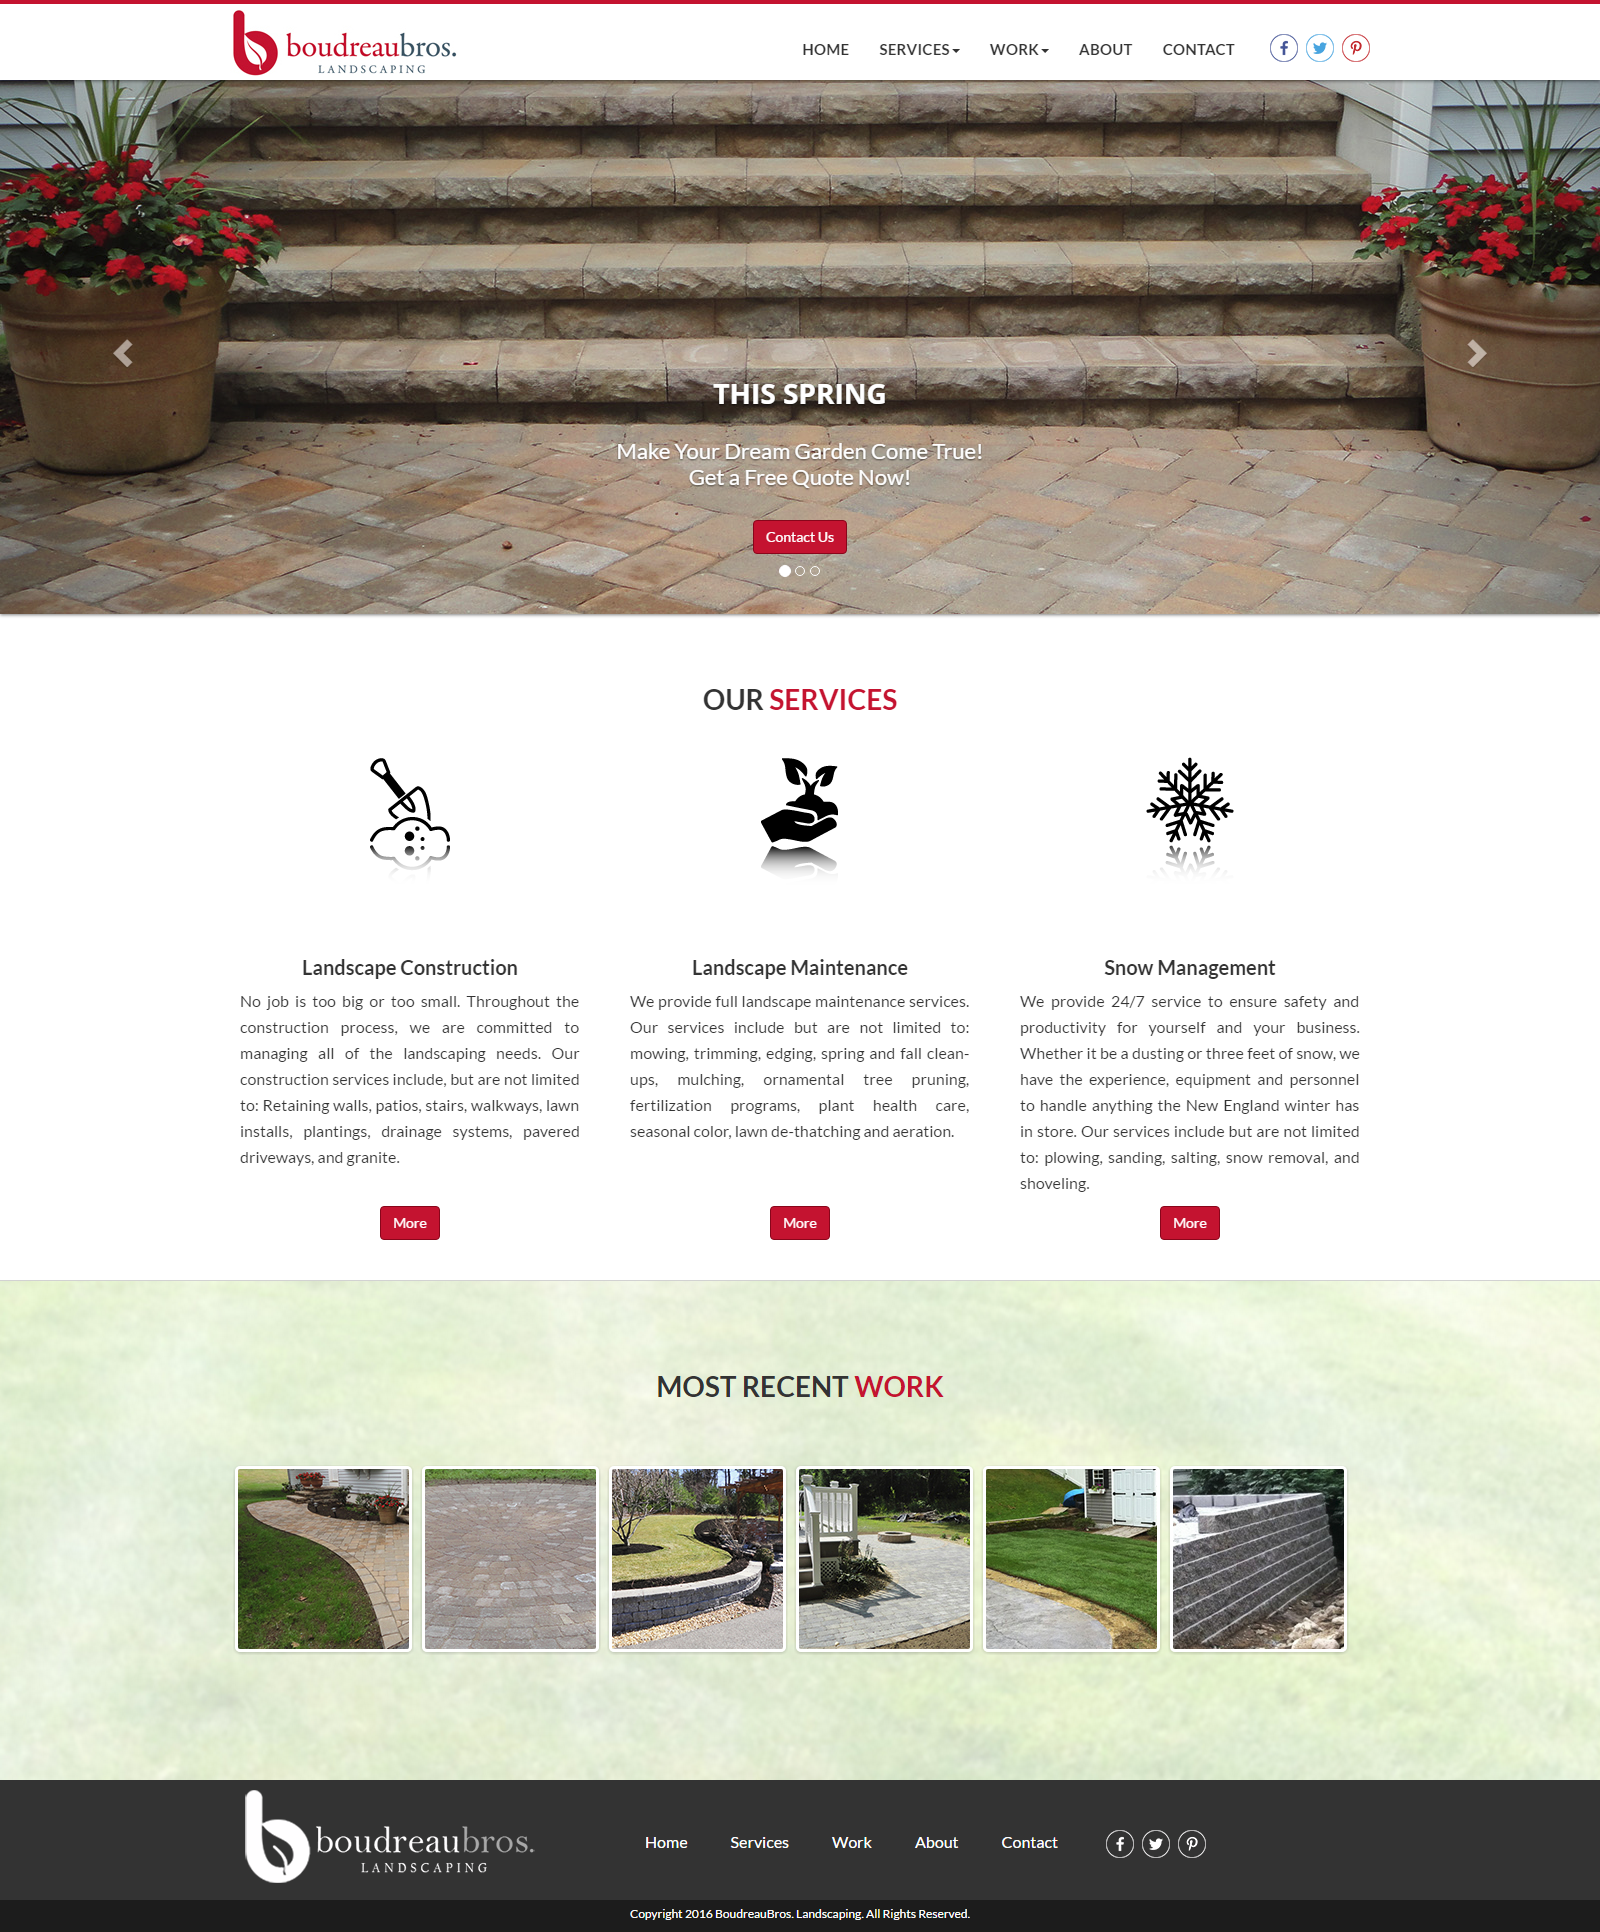 boudreaubros.
LANDSCAPING
HOME SERVICES WORK ABOUT CONTACT
THIS SPRING
Make Your Dream Garden Come True!
Get a Free Quote Now!
Contact Us
OUR SERVICES
Landscape Construction
No job is too big or too small. Throughout the
construction process, we are committed to
managing all of the landscaping needs. Our
construction services include, but are not limited
to: Retaining walls, patios, stairs, walkways, lawn
installs, plantings, drainage systems, pavered
driveways, and granite.
More
Landscape Maintenance
We provide full landscape maintenance services.
Our services include but are not limited to:
mowing, trimming, edging, spring and fall clean-
ups, mulching, ornamental tree pruning,
fertilization programs, plant health care,
seasonal color, lawn de-thatching and aeration.
More
Snow Management
We provide 24/7 service to ensure safety and
productivity for yourself and your business.
Whether it be a dusting or three feet of snow, we
have the experience, equipment and personnel
to handle anything the New England winter has
in store. Our services include but are not limited
to: plowing, sanding, salting, snow removal, and
shoveling.
More
MOST RECENT WORK
boudreaubros.
LANDSCAPING
Home Services Work About Contact
Copyright 2016 BoudreauBros. Landscaping. All Rights Reserved.